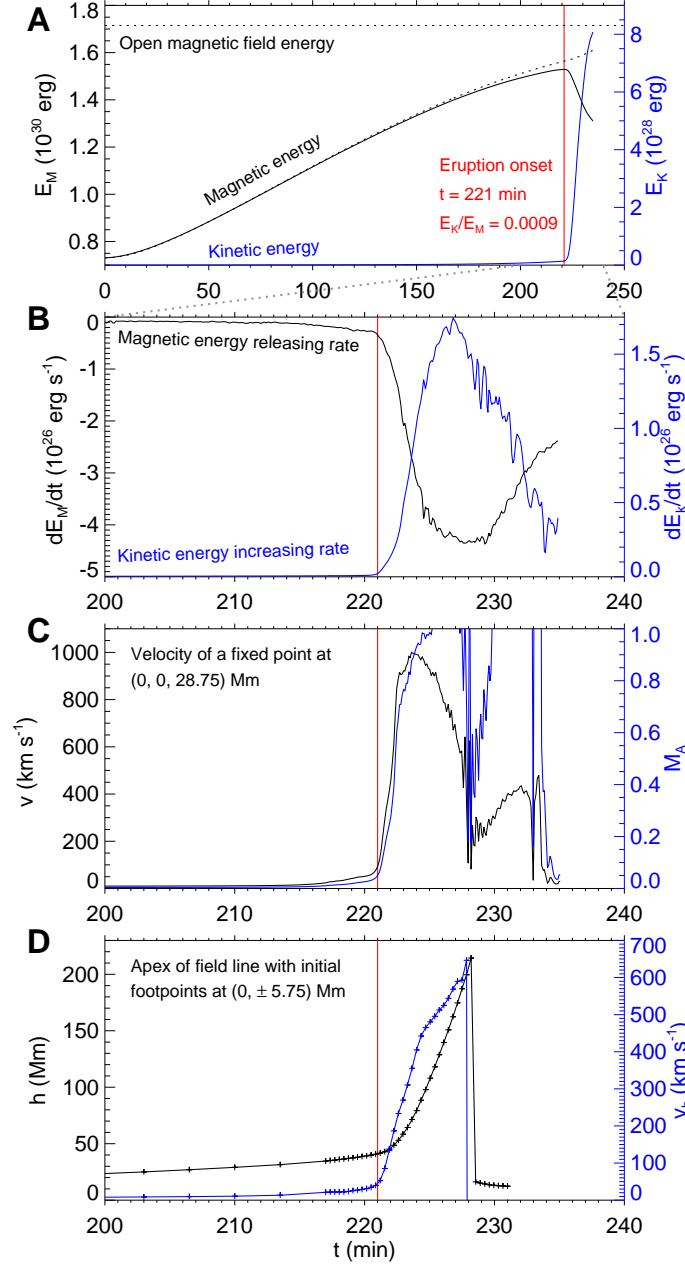 A
Open magnetic field energy
Magnetic energy
Kinetic energy
Eruption onset
t = 221 min
E_K/E_M = 0.0009
E_M (10^30 erg)
0.8
1.0
1.2
1.4
1.6
1.8
E_K (10^28 erg)
0
2
4
6
8
0 50 100 150 200 250
B
Magnetic energy releasing rate
Kinetic energy increasing rate
dE_M/dt (10^26 erg s^-1)
0
-1
-2
-3
-4
-5
dE_K/dt (10^26 erg s^-1)
0.0
0.5
1.0
1.5
200 210 220 230 240
C
Velocity of a fixed point at
(0, 0, 28.75) Mm
v (km s^-1)
0
200
400
600
800
1000
M_A
0.0
0.2
0.4
0.6
0.8
1.0
200 210 220 230 240
D
Apex of field line with initial
footpoints at (0, ± 5.75) Mm
h (Mm)
0
50
100
150
200
v_h (km s^-1)
0
100
200
300
400
500
600
700
200 210 220 230 240
t (min)